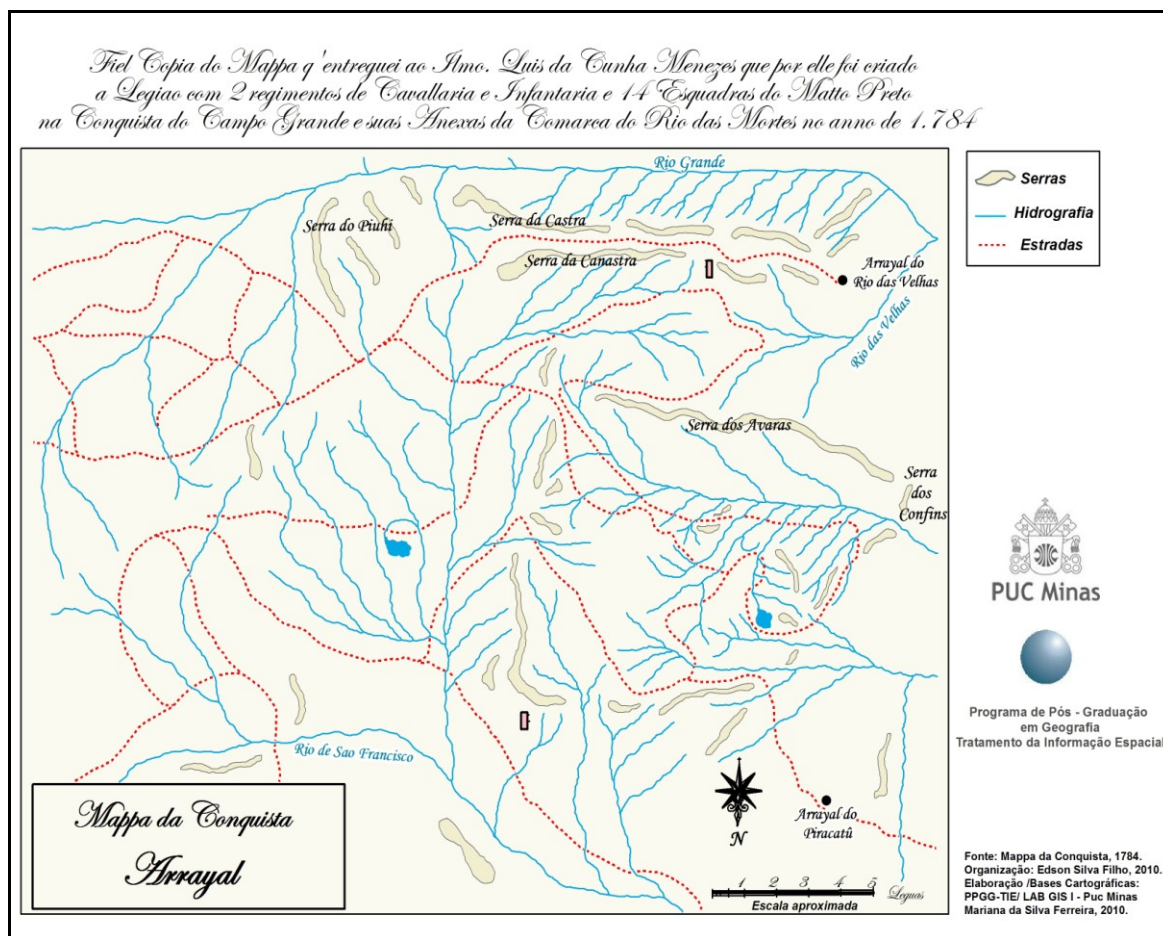 Fiel Copia do Mappa q' entreguei ao Ilmo. Luis da Cunha Menezes que por elle foi criado
a Legiao com 2 regimentos de Cavallaria e Infantaria e 14 Esquadras do Matto Preto
na Conquista do Campo Grande e suas Anexas da Comarca do Rio das Mortes no anno de 1.784
Rio Grande
Serra do Piuhi
Serra da Castra
Serra da Canastra
Arrayal do
Rio das Velhas
Rio das Velhas
Serra dos Avaras
Serra
dos
Confins
Rio de Sao Francisco
Arrayal do
Piracatû
N
1 2 3 4 5
Leguas
Escala aproximada
Mappa da Conquista
Arrayal
Serras
Hidrografia
Estradas
PUC Minas
Programa de Pós - Graduação
em Geografia
Tratamento da Informação Espacial
Fonte: Mappa da Conquista, 1784.
Organização: Edson Silva Filho, 2010.
Elaboração /Bases Cartográficas:
PPGG-TIE/ LAB GIS I - Puc Minas
Mariana da Silva Ferreira, 2010.